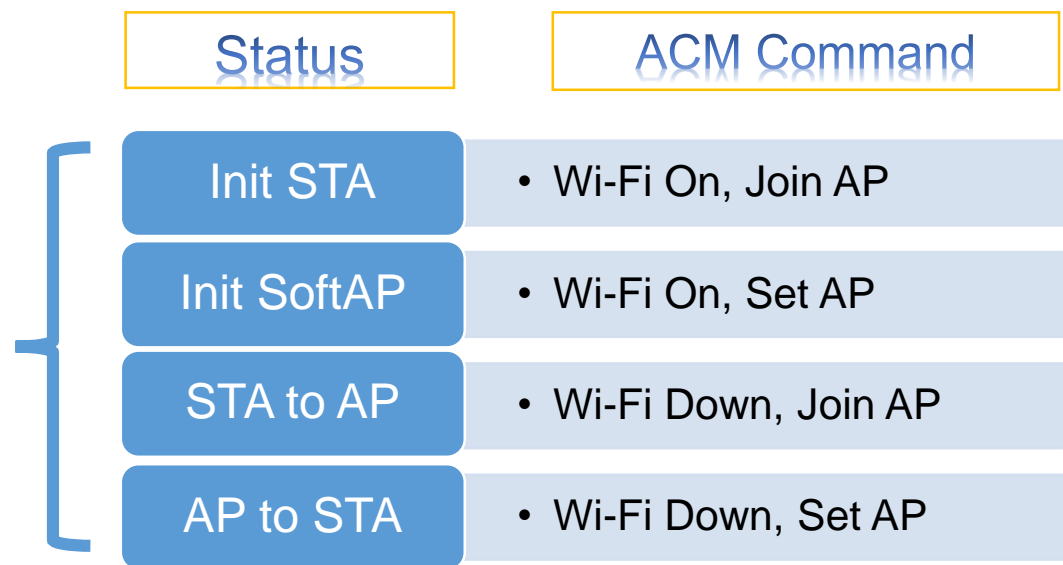 Status
ACM Command
Init STA
• Wi-Fi On, Join AP
Init SoftAP
• Wi-Fi On, Set AP
STA to AP
• Wi-Fi Down, Join AP
AP to STA
• Wi-Fi Down, Set AP